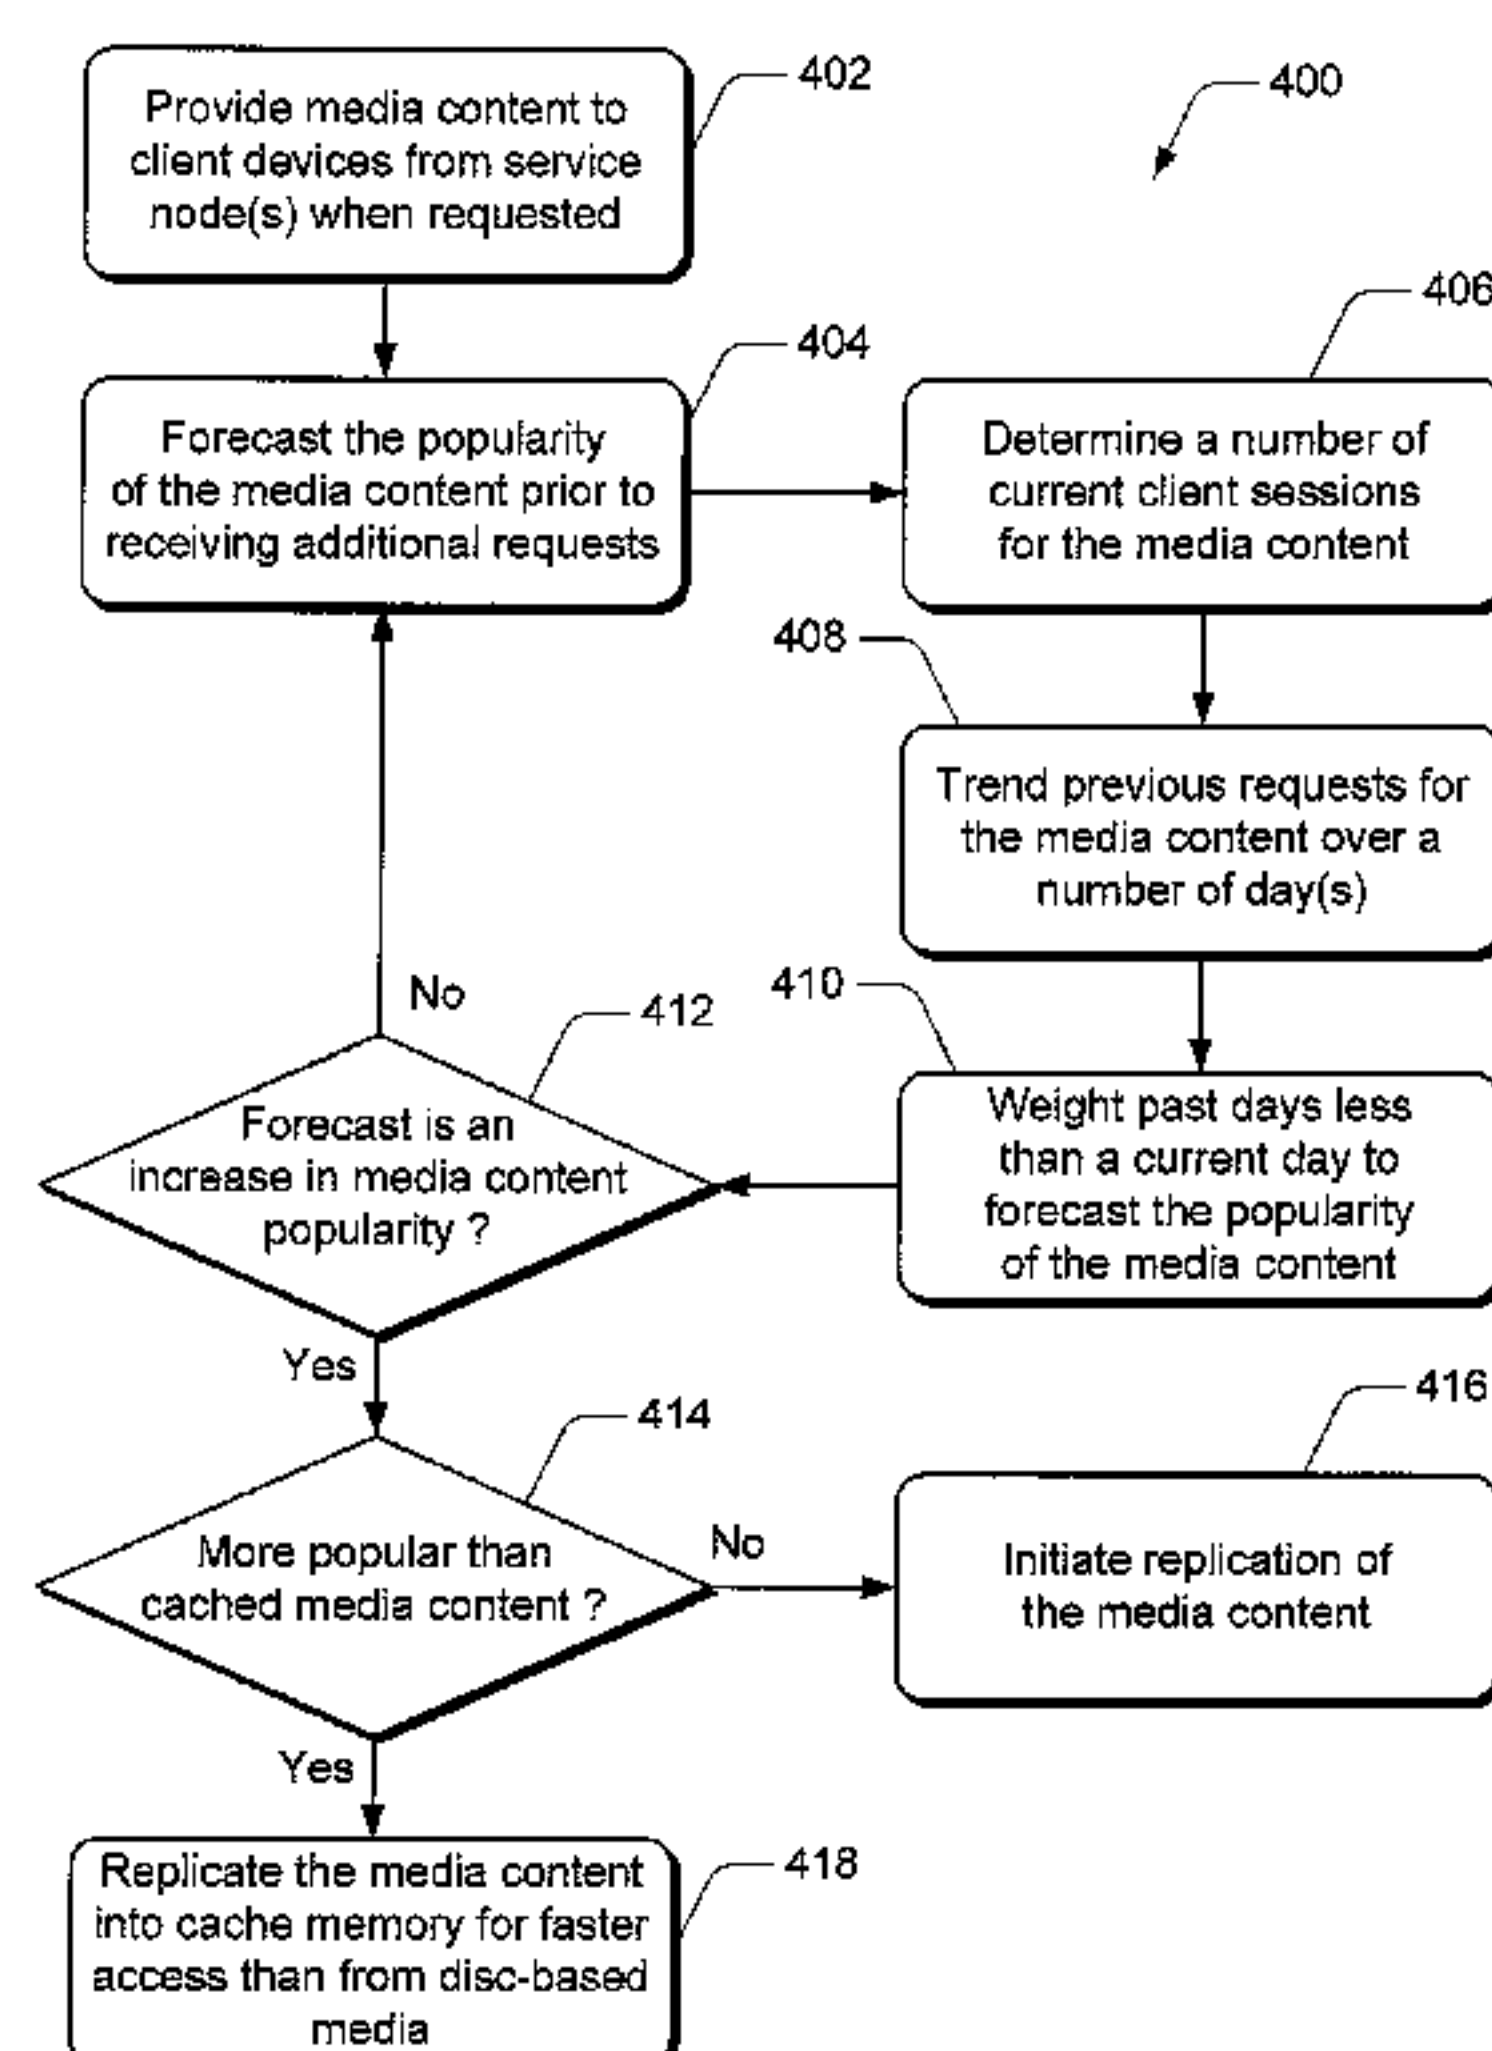 402
400
Provide media content to
client devices from service
node(s) when requested
406
404
Forecast the popularity
of the media content prior to
receiving additional requests
Determine a number of
current client sessions
for the media content
408
Trend previous requests for
the media content over a
number of day(s)
No
412
410
Forecast is an
increase in media content
popularity ?
Weight past days less
than a current day to
forecast the popularity
of the media content
Yes
414
416
More popular than
cached media content ?
No
Initiate replication of
the media content
Yes
418
Replicate the media content
into cache memory for faster
access than from disc-based
media